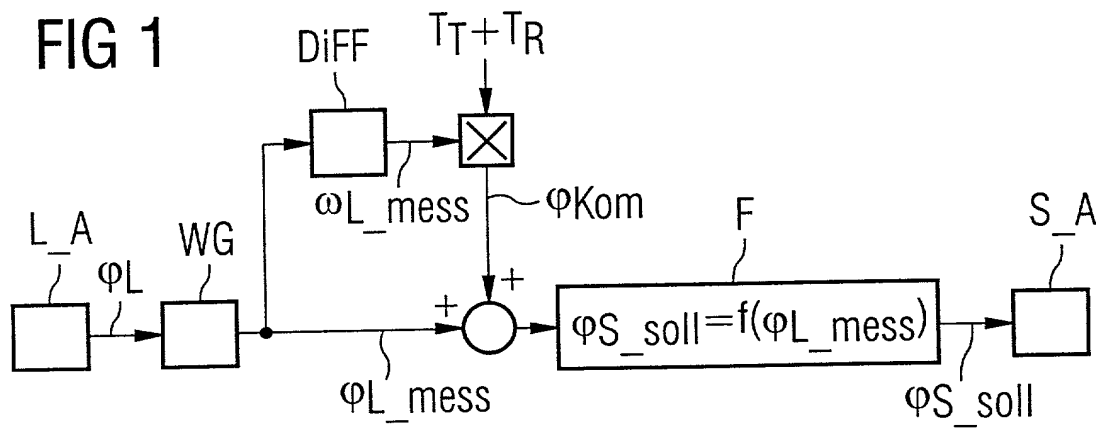 FIG 1
DiFF
TT+TR
ωL_mess
φKom
L_A
φL
WG
F
S_A
+
+
φS_soll=f(φL_mess)
φL_mess
φS_soll